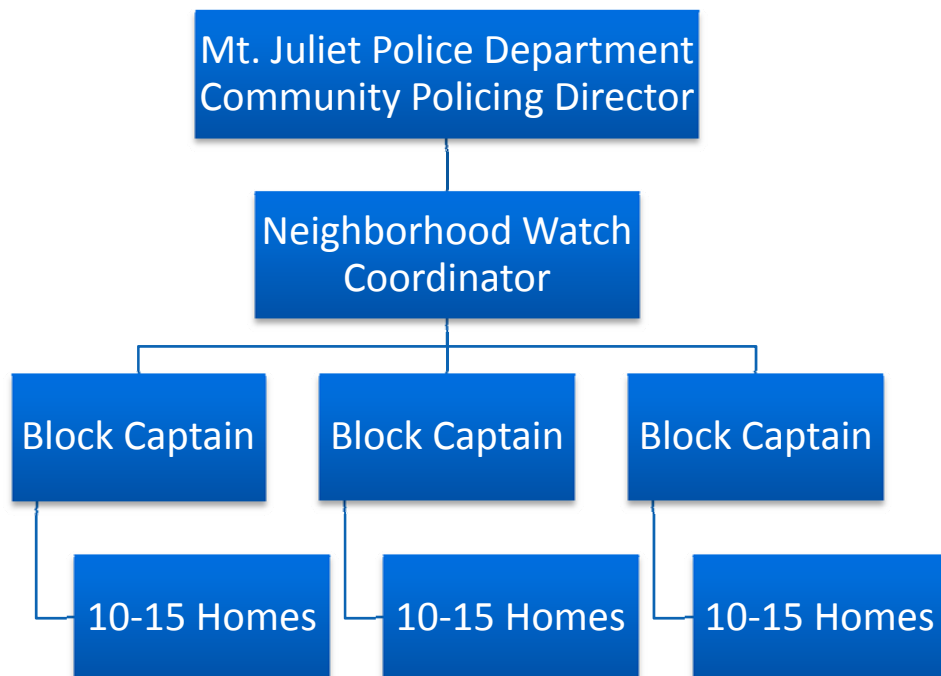 Mt. Juliet Police Department
Community Policing Director
Neighborhood Watch
Coordinator
Block Captain
Block Captain
Block Captain
10-15 Homes
10-15 Homes
10-15 Homes